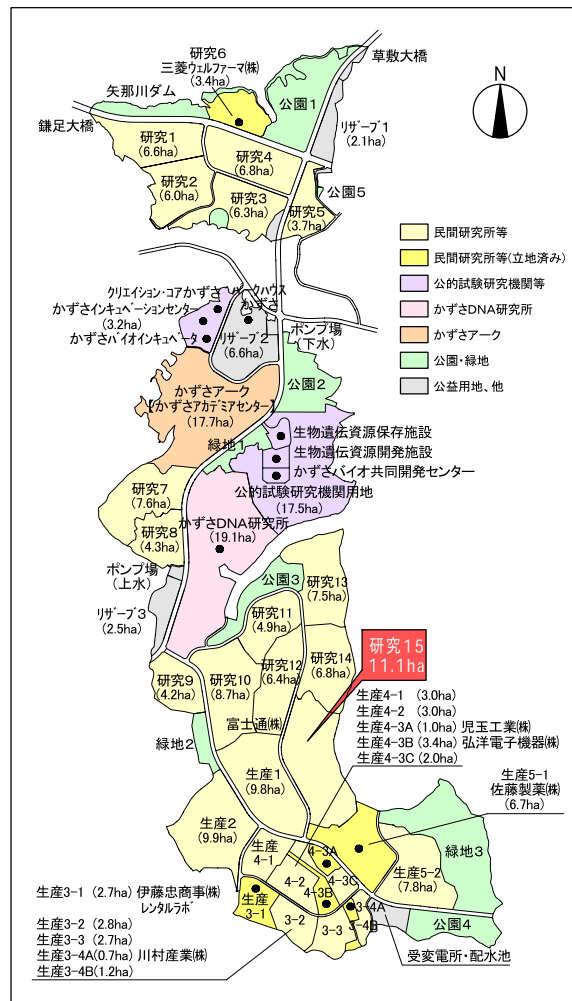 草敷大橋
研究6
三菱ウェルファーマ(株)
(3.4ha)
矢那川ダム
公園1
鎌足大橋
リザーブ1
(2.1ha)
N
研究1
(6.6ha)
研究4
(6.8ha)
研究2
(6.0ha)
研究3
(6.3ha)
研究5
(3.7ha)
公園5
民間研究所等
民間研究所等(立地済み)
公的試験研究機関等
かずさDNA研究所
かずさアーク
公園・緑地
公益用地、他
クリエイション・コアかずさ
パークハウス
かずさ
かずさインキュベーションセンター
(3.2ha)
かずさバイオインキュベータ
リザーブ2
(6.6ha)
ポンプ場
(下水)
公園2
かずさアーク
【かずさアカデミアセンター】
(17.7ha)
緑地1
生物遺伝資源保存施設
生物遺伝資源開発施設
かずさバイオ共同開発センター
公的試験研究機関用地
(17.5ha)
研究7
(7.6ha)
研究8
(4.3ha)
かずさDNA研究所
(19.1ha)
ポンプ場
(上水)
リザーブ3
(2.5ha)
公園3
研究13
(7.5ha)
研究11
(4.9ha)
研究12
(6.4ha)
研究14
(6.8ha)
研究15
11.1ha
研究9
(4.2ha)
研究10
(8.7ha)
富士通(株)
生産4-1 (3.0ha)
生産4-2 (3.0ha)
生産4-3A (1.0ha) 児玉工業(株)
生産4-3B (3.4ha) 弘洋電子機器(株)
生産4-3C (2.0ha)
緑地2
生産1
(9.8ha)
生産5-1
佐藤製薬(株)
(6.7ha)
生産2
(9.9ha)
生産
4-1
4-2
4-3A
4-3B
4-3C
生産5-2
(7.8ha)
緑地3
生産
3-1
3-2
3-3
3-4A
3-4B
公園4
受変電所・配水池
生産3-1 (2.7ha) 伊藤忠商事(株)
レンタルラボ
生産3-2 (2.8ha)
生産3-3 (2.7ha)
生産3-4A(0.7ha) 川村産業(株)
生産3-4B(1.2ha)